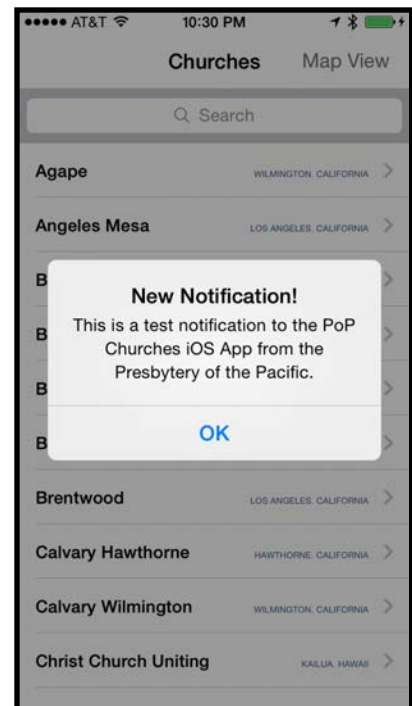 AT&T 10:30 PM
Churches Map View
Search
Agape WILMINGTON, CALIFORNIA
Angeles Mesa LOS ANGELES, CALIFORNIA
B
New Notification!
This is a test notification to the PoP
B
Churches iOS App from the
Presbytery of the Pacific.
B
OK
B
Brentwood LOS ANGELES, CALIFORNIA
Calvary Hawthorne HAWTHORNE, CALIFORNIA
Calvary Wilmington WILMINGTON, CALIFORNIA
Christ Church Uniting KAILUA, HAWAII